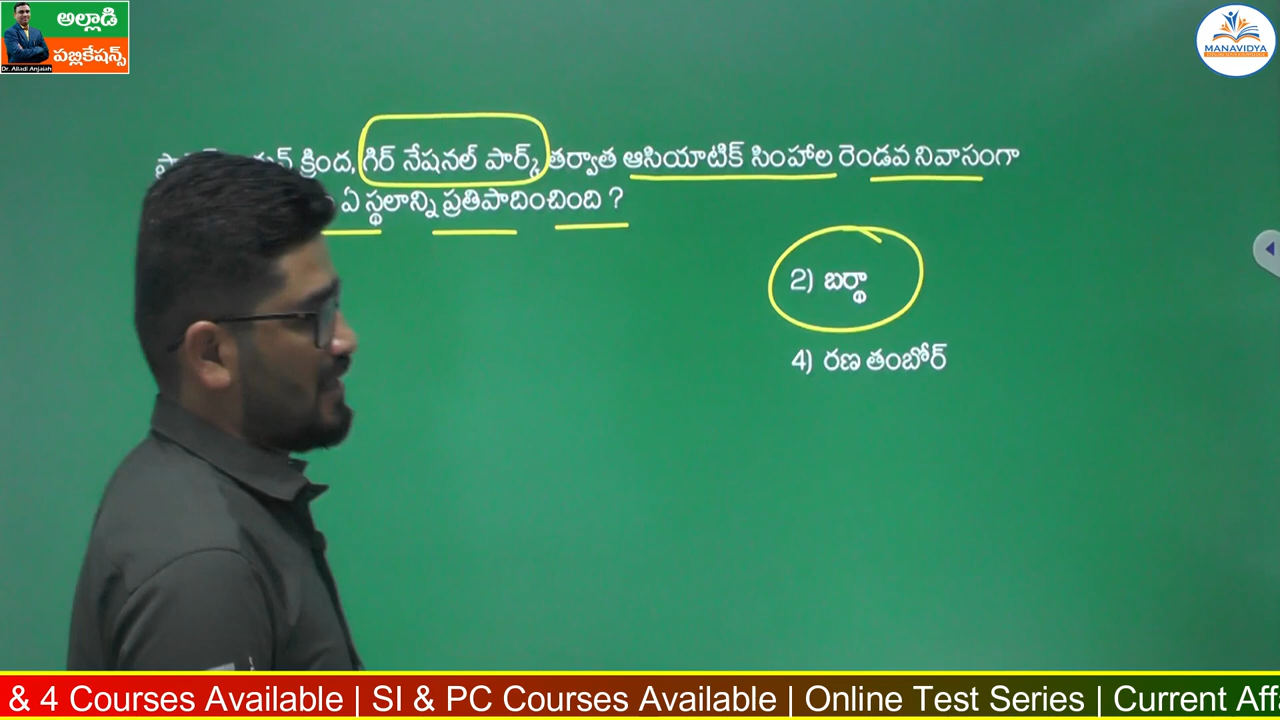 అల్లాడి
పబ్లికేషన్స్
Dr. Alladi Anjaiah
MANAVIDYA
క్రింద, గిర్ నేషనల్ పార్క్ తర్వాత ఆసియాటిక్ సింహాల రెండవ నివాసంగా
ఏ స్థలాన్ని ప్రతిపాదించింది ?
2) బర్థా
4) రణ తంబోర్
& 4 Courses Available | SI & PC Courses Available | Online Test Series | Current Aff